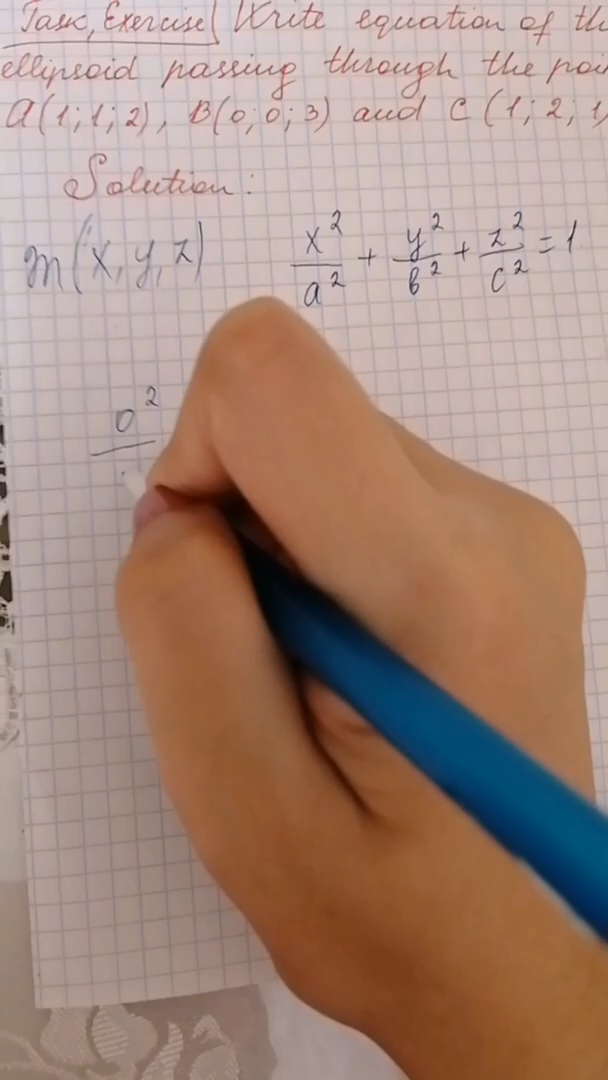 Task, Exercise| Write equation of th
ellipsoid passing through the poi
A(1;1;2), B(0;0;3) and C(1;2;1
Solution:
M(x,y,z) x²/a² + y²/b² + z²/c² = 1
0²